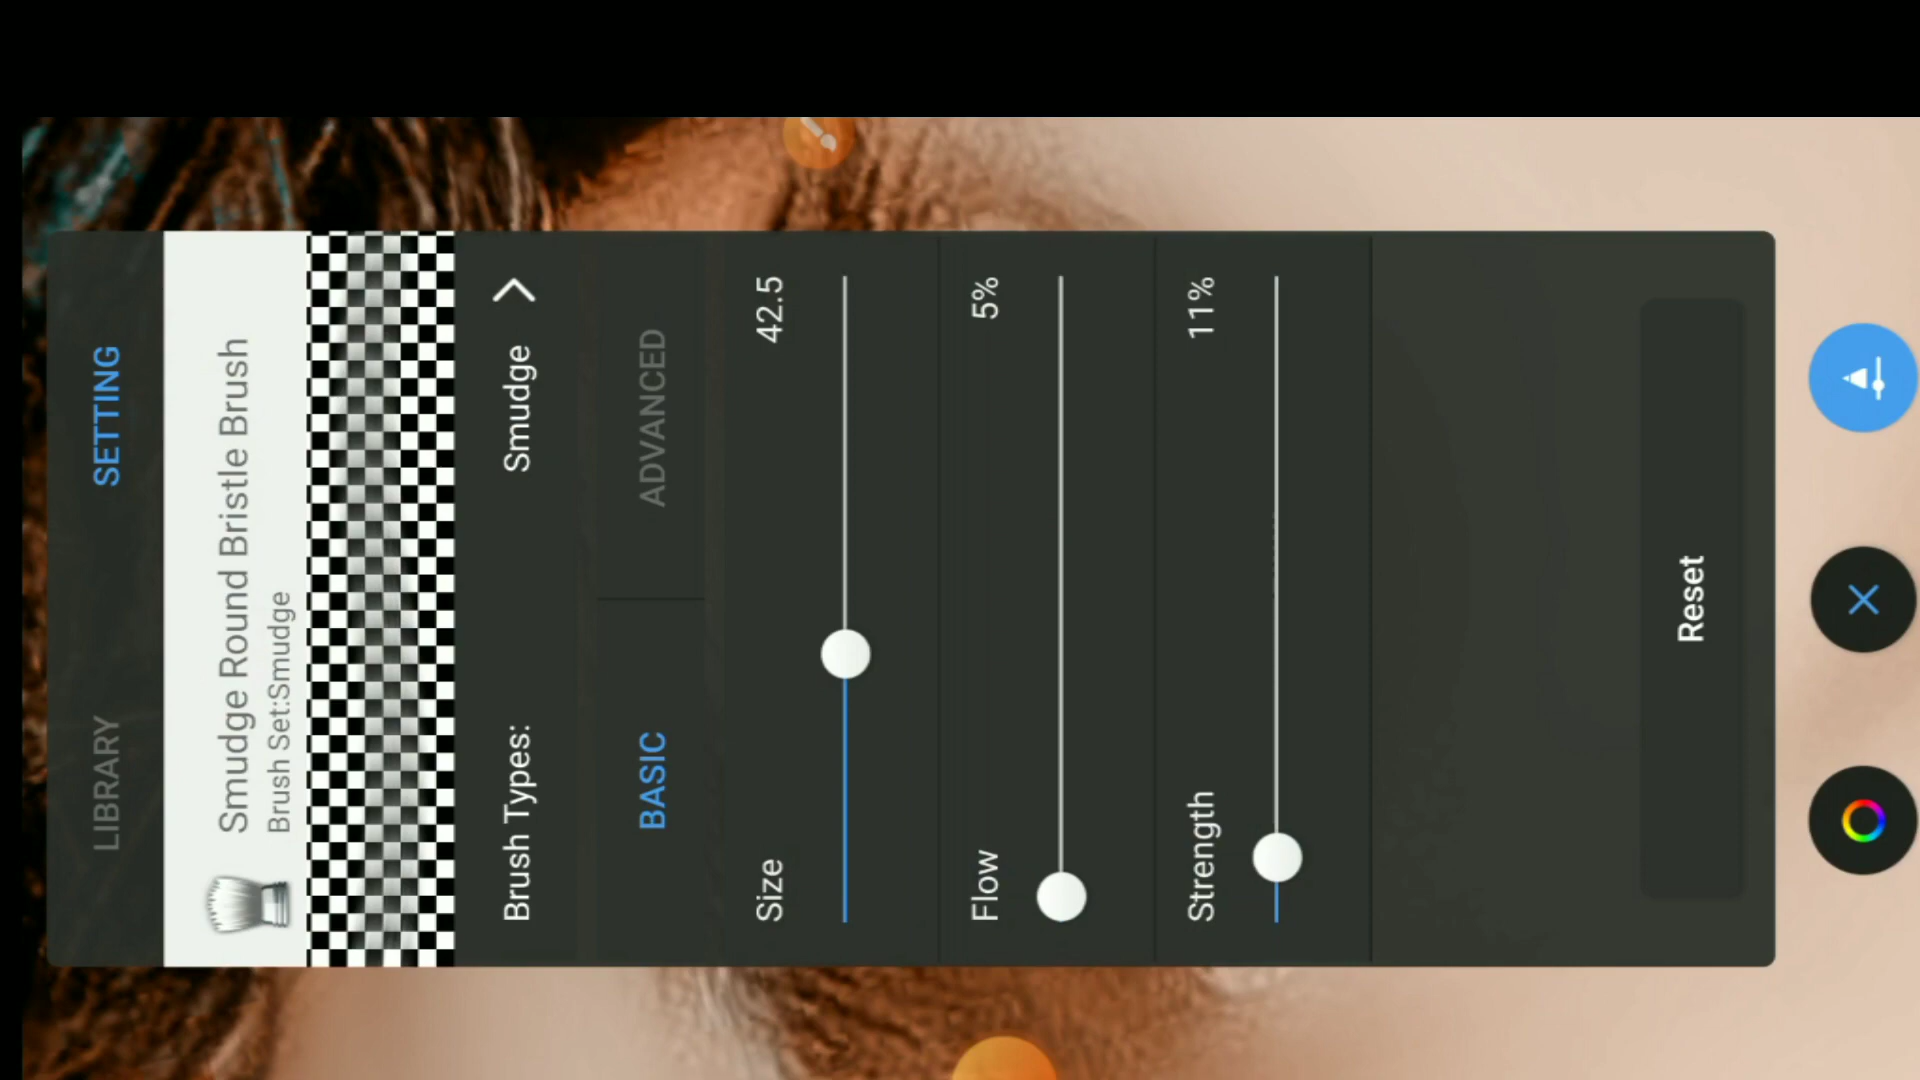 LIBRARY SETTING
Smudge Round Bristle Brush
Brush Set:Smudge
Brush Types: Smudge
BASIC ADVANCED
Size 42.5
Flow 5%
Strength 11%
Reset